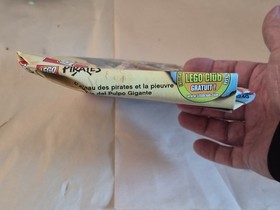 LEGO PIRATES
LEGO Club
GRATUIT!
eau des pirates et la pieuvre
del Pulpo Gigante